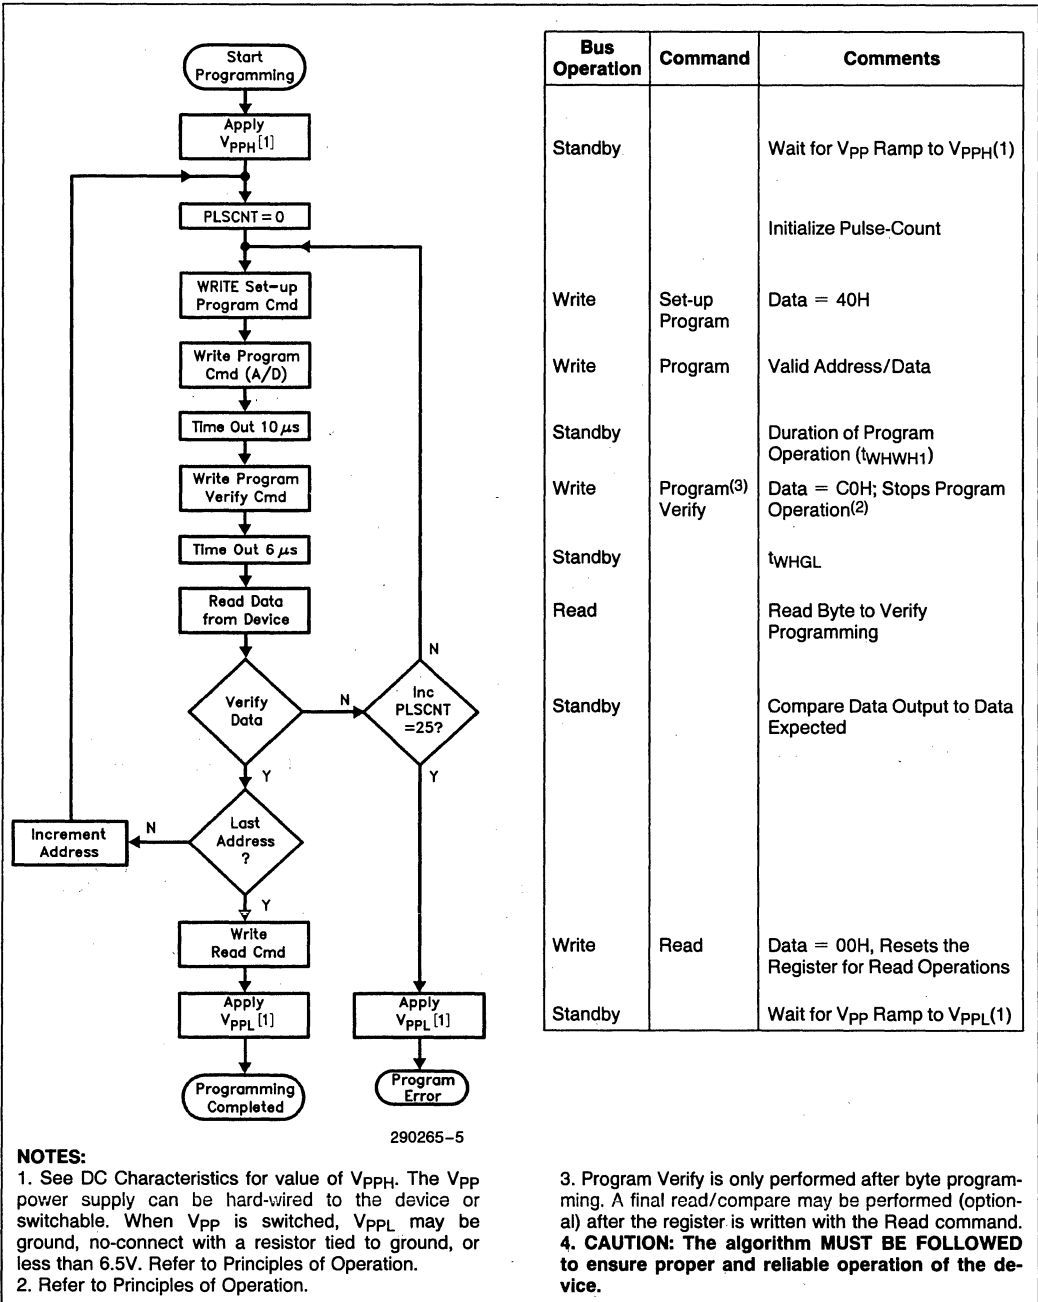 Start
Programming
Apply
VPPH[1]
PLSCNT=0
WRITE Set-up
Program Cmd
Write Program
Cmd (A/D)
Time Out 10 µs
Write Program
Verify Cmd
Time Out 6 µs
Read Data
from Device
Verify
Data
N
Y
Inc
PLSCNT
=25?
N
Y
Last
Address
?
N
Y
Increment
Address
Write
Read Cmd
Apply
VPPL[1]
Programming
Completed
Apply
VPPL[1]
Program
Error
290265-5
Bus
Operation
Command
Comments
Standby
Wait for VPP Ramp to VPPH(1)
Initialize Pulse-Count
Write
Set-up
Program
Data = 40H
Write
Program
Valid Address/Data
Standby
Duration of Program
Operation (tWHWH1)
Write
Program(3)
Verify
Data = C0H; Stops Program
Operation(2)
Standby
tWHGL
Read
Read Byte to Verify
Programming
Standby
Compare Data Output to Data
Expected
Write
Read
Data = 00H, Resets the
Register for Read Operations
Standby
Wait for VPP Ramp to VPPL(1)
NOTES:
1. See DC Characteristics for value of VPPH. The VPP
power supply can be hard-wired to the device or
switchable. When VPP is switched, VPPL may be
ground, no-connect with a resistor tied to ground, or
less than 6.5V. Refer to Principles of Operation.
2. Refer to Principles of Operation.
3. Program Verify is only performed after byte program-
ming. A final read/compare may be performed (option-
al) after the register is written with the Read command.
4. CAUTION: The algorithm MUST BE FOLLOWED
to ensure proper and reliable operation of the de-
vice.